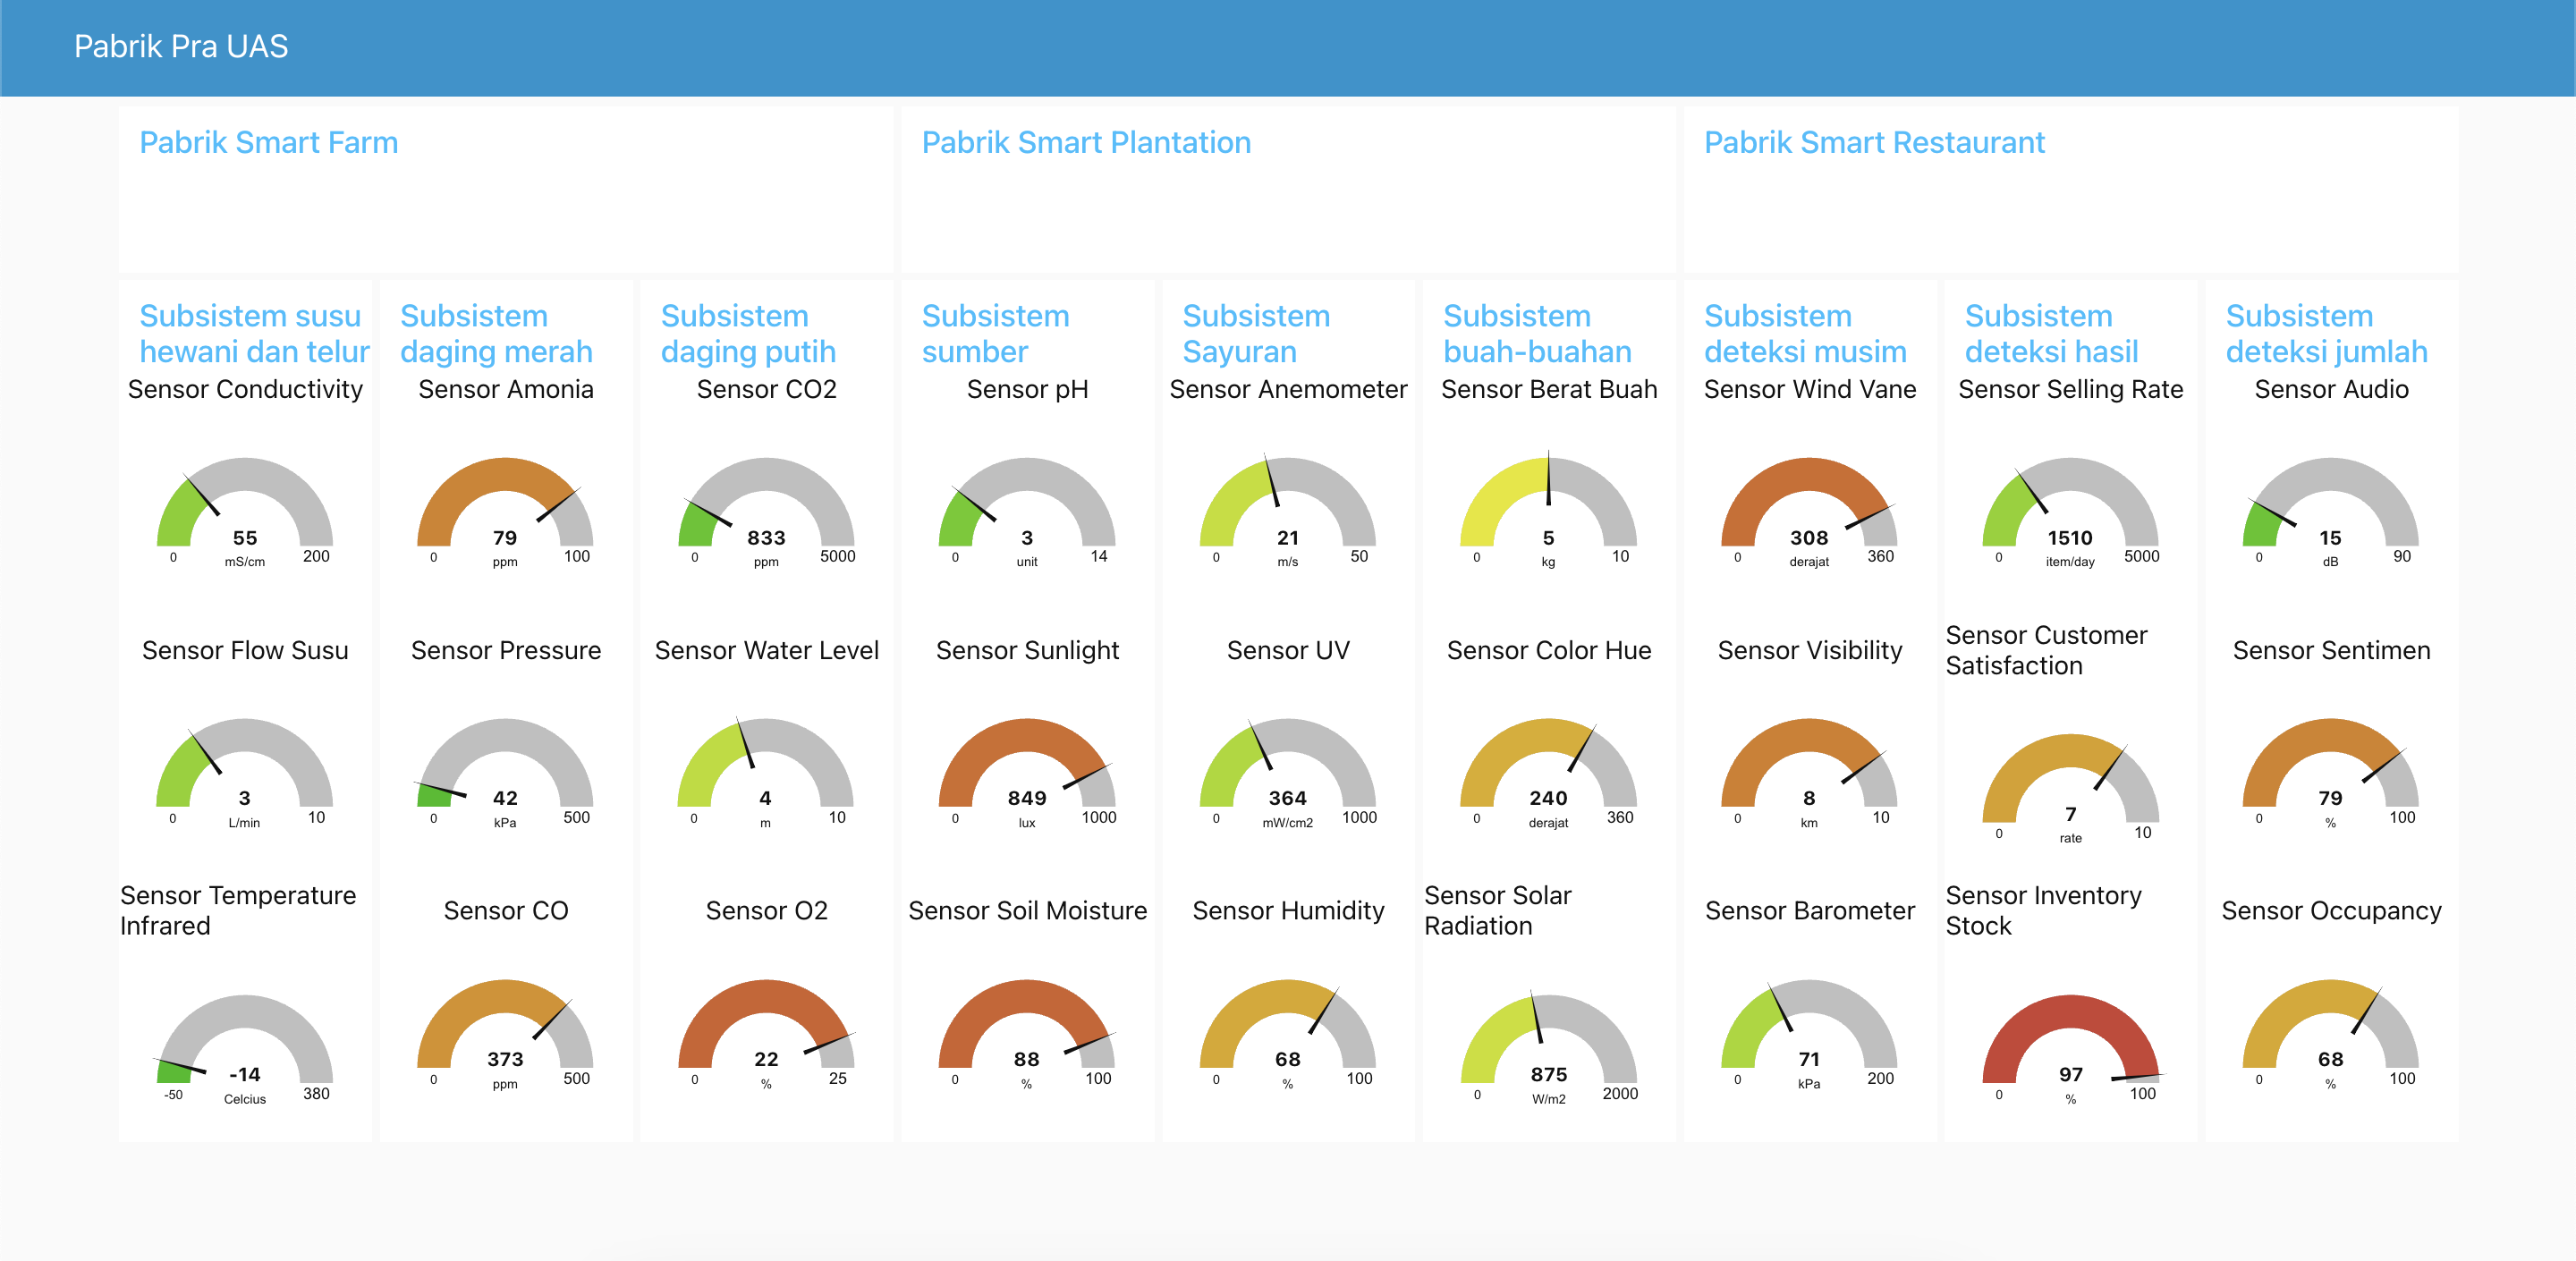 Pabrik Pra UAS
Pabrik Smart Farm
Pabrik Smart Plantation
Pabrik Smart Restaurant
Subsistem susu
hewani dan telur
Sensor Conductivity
55
mS/cm
0
200
Sensor Flow Susu
3
L/min
0
10
Sensor Temperature
Infrared
-14
Celcius
-50
380
Subsistem
daging merah
Sensor Amonia
79
ppm
0
100
Sensor Pressure
42
kPa
0
500
Sensor CO
373
ppm
0
500
Subsistem
daging putih
Sensor CO2
833
ppm
0
5000
Sensor Water Level
4
m
0
10
Sensor O2
22
%
0
25
Subsistem
sumber
Sensor pH
3
unit
0
14
Sensor Sunlight
849
lux
0
1000
Sensor Soil Moisture
88
%
0
100
Subsistem
Sayuran
Sensor Anemometer
21
m/s
0
50
Sensor UV
364
mW/cm2
0
1000
Sensor Humidity
68
%
0
100
Subsistem
buah-buahan
Sensor Berat Buah
5
kg
0
10
Sensor Color Hue
240
derajat
0
360
Sensor Solar
Radiation
875
W/m2
0
2000
Subsistem
deteksi musim
Sensor Wind Vane
308
derajat
0
360
Sensor Visibility
8
km
0
10
Sensor Barometer
71
kPa
0
200
Subsistem
deteksi hasil
Sensor Selling Rate
1510
item/day
0
5000
Sensor Customer
Satisfaction
7
rate
0
10
Sensor Inventory
Stock
97
%
0
100
Subsistem
deteksi jumlah
Sensor Audio
15
dB
0
90
Sensor Sentimen
79
%
0
100
Sensor Occupancy
68
%
0
100